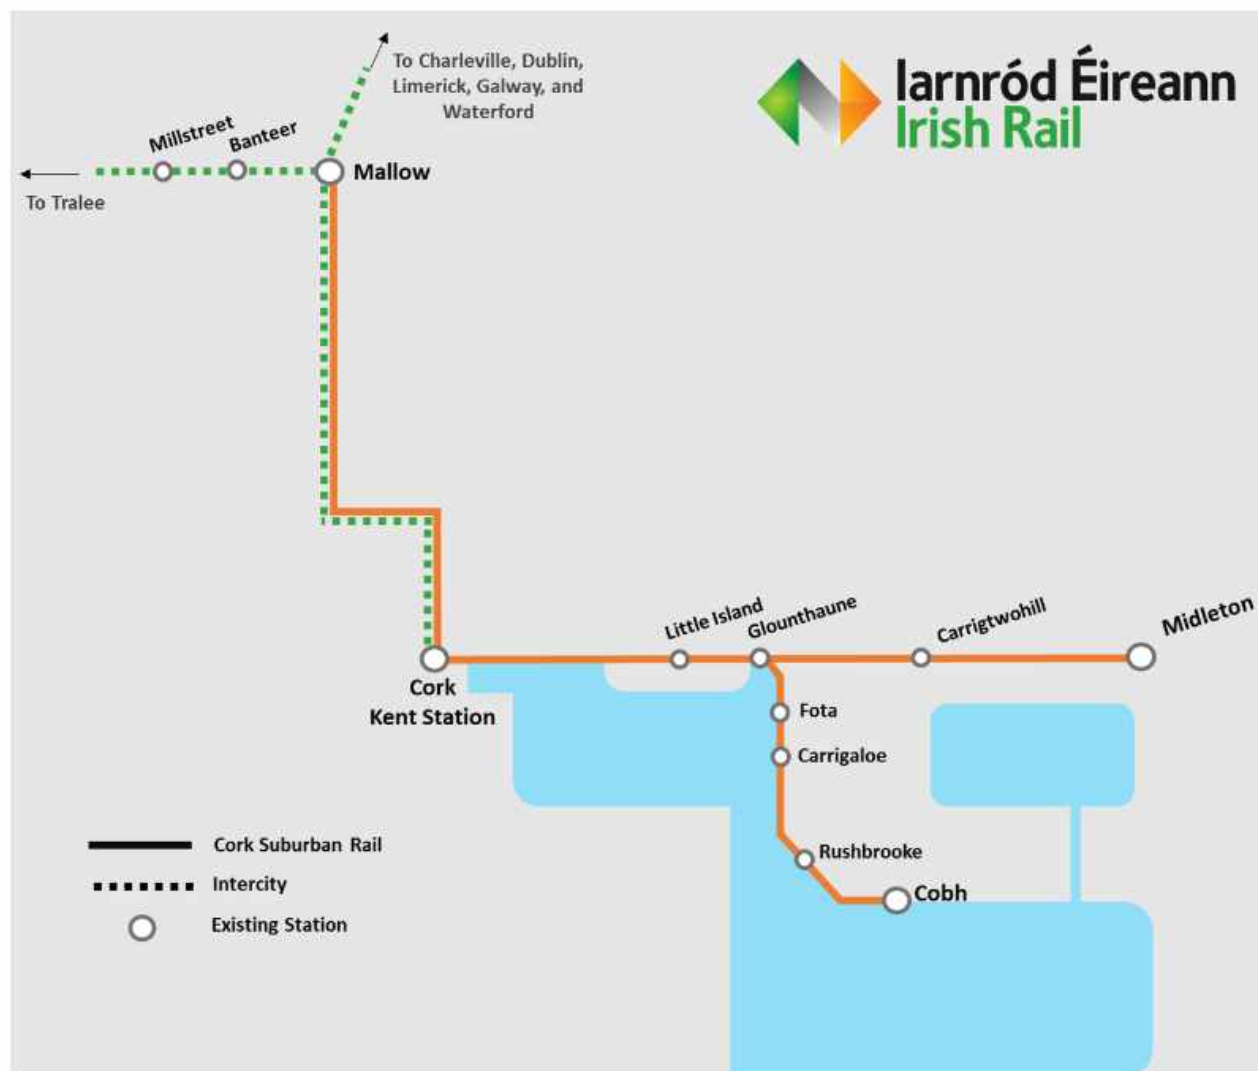 To Charleville, Dublin,
Limerick, Galway, and
Waterford
Iarnród Éireann
Irish Rail
Millstreet
Banteer
Mallow
To Tralee
Little Island
Glounthaune
Carrigtwohill
Midleton
Cork
Kent Station
Fota
Carrigaloe
Rushbrooke
Cobh
Cork Suburban Rail
Intercity
Existing Station